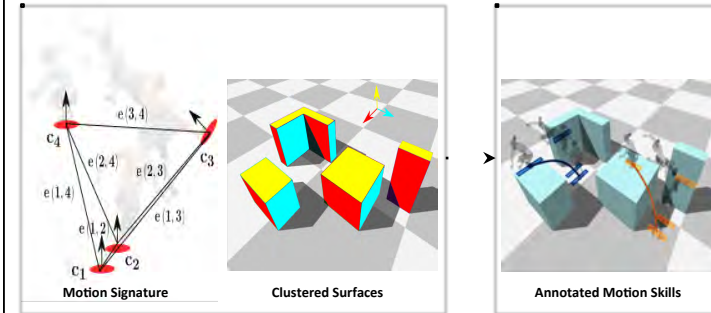 e(3,4)
c4
c3
e(2,4)
e(2,3)
e(1,4)
e(1,3)
e(1,2
c2
c1
Motion Signature
Clustered Surfaces
Annotated Motion Skills